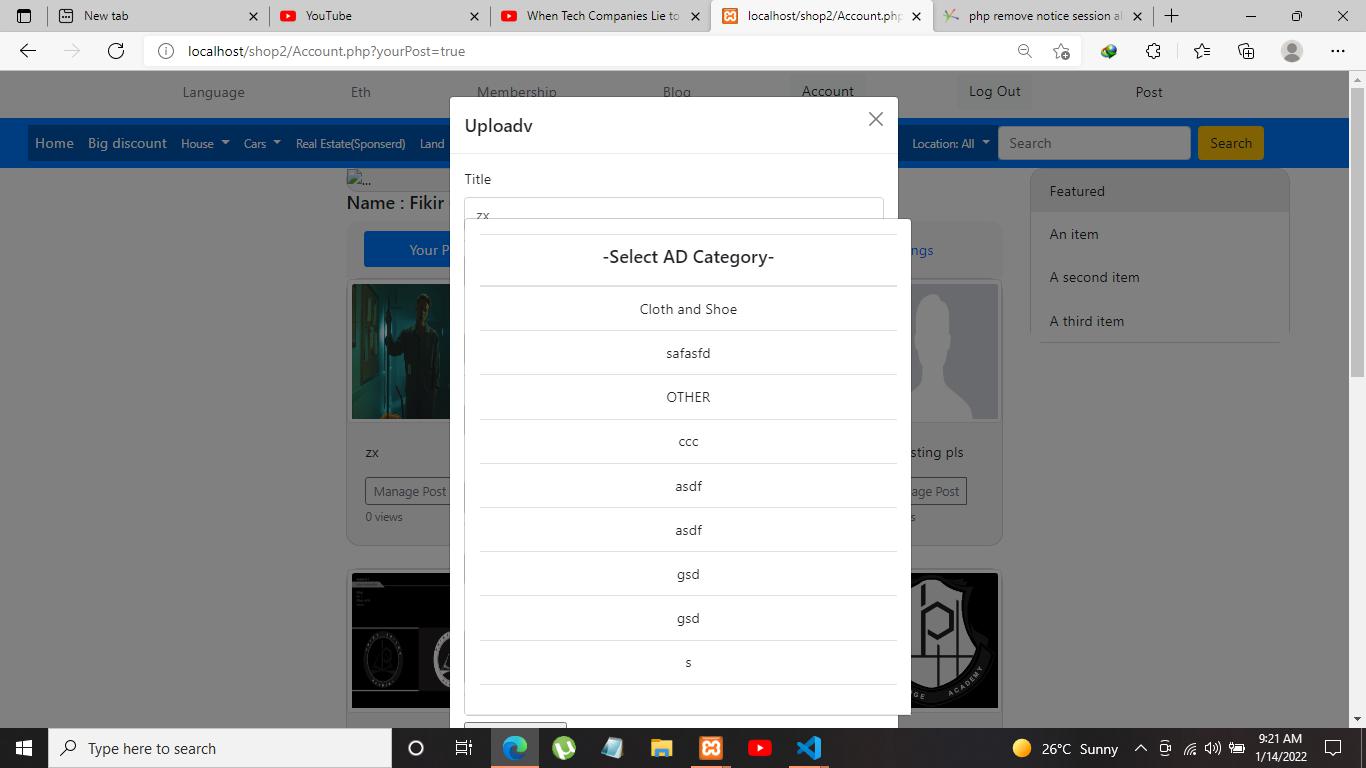 New tab
YouTube
When Tech Companies Lie to
localhost/shop2/Account.php
php remove notice session al
localhost/shop2/Account.php?yourPost=true
Language Eth Membership Blog Account Log Out Post
Uploadv
Home Big discount House Cars Real Estate(Sponserd) Land Location: All Search Search
Title
zx
Name : Fikir
Your P
ngs
-Select AD Category-
Cloth and Shoe
safasfd
OTHER
ccc
asdf
asdf
gsd
gsd
s
Featured
An item
A second item
A third item
zx
Manage Post
0 views
sting pls
age Post
s
ACADEMY
Type here to search
26°C Sunny
9:21 AM
1/14/2022